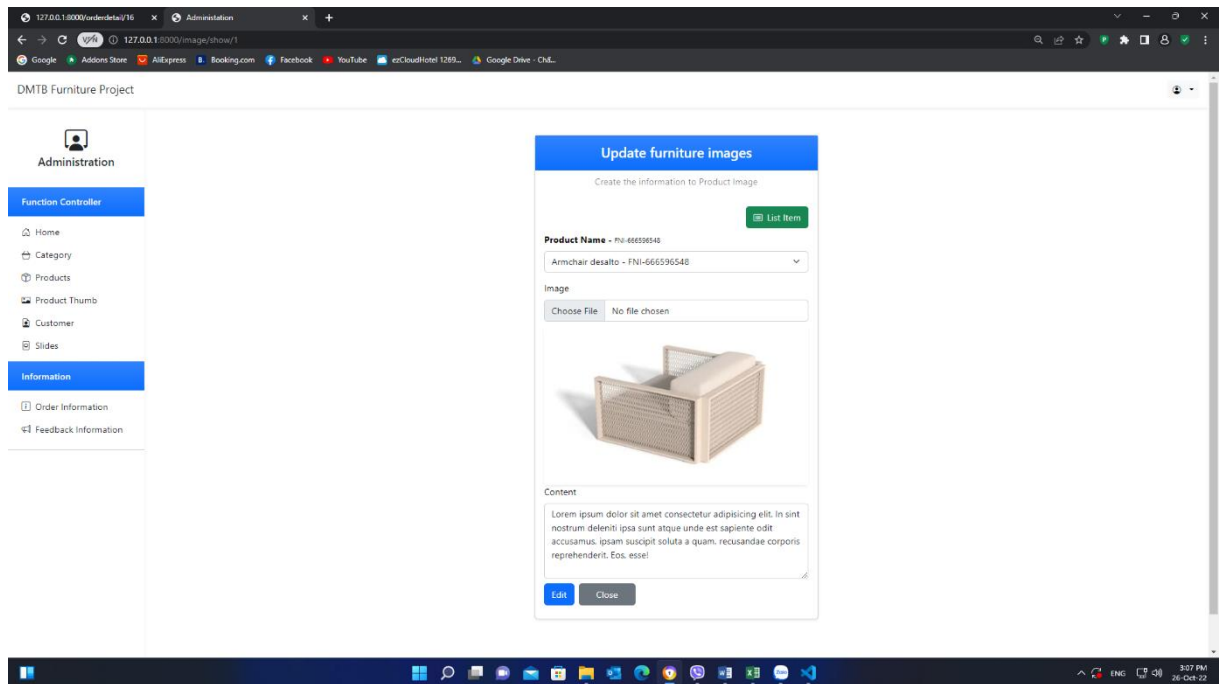 127.0.0.1:8000/orderdetail/16
Administation
VPN 127.0.0.1:8000/image/show/1
Google Addons Store AliExpress Booking.com Facebook YouTube ezCloudHotel 1269... Google Drive - Chă...
DMTB Furniture Project
Administration
Function Controller
Home
Category
Products
Product Thumb
Customer
Slides
Information
Order Information
Feedback Information
Update furniture images
Create the information to Product Image
List Item
Product Name - FNI-666596548
Armchair desalto - FNI-666596548
Image
Choose File No file chosen
Content
Lorem ipsum dolor sit amet consectetur adipisicing elit. In sint
nostrum deleniti ipsa sunt atque unde est sapiente odit
accusamus. ipsam suscipit soluta a quam. recusandae corporis
reprehenderit. Eos. esse!
Edit Close
ENG
3:07 PM
26-Oct-22